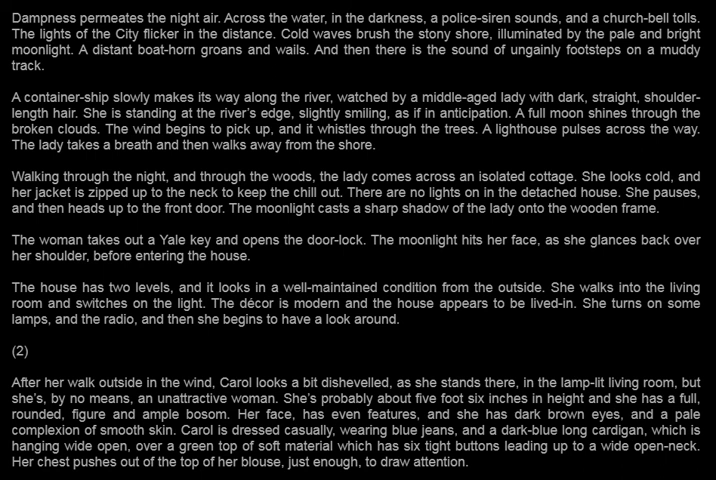 Dampness permeates the night air. Across the water, in the darkness, a police-siren sounds, and a church-bell tolls.
The lights of the City flicker in the distance. Cold waves brush the stony shore, illuminated by the pale and bright
moonlight. A distant boat-horn groans and wails. And then there is the sound of ungainly footsteps on a muddy
track.
A container-ship slowly makes its way along the river, watched by a middle-aged lady with dark, straight, shoulder-
length hair. She is standing at the river's edge, slightly smiling, as if in anticipation. A full moon shines through the
broken clouds. The wind begins to pick up, and it whistles through the trees. A lighthouse pulses across the way.
The lady takes a breath and then walks away from the shore.
Walking through the night, and through the woods, the lady comes across an isolated cottage. She looks cold, and
her jacket is zipped up to the neck to keep the chill out. There are no lights on in the detached house. She pauses,
and then heads up to the front door. The moonlight casts a sharp shadow of the lady onto the wooden frame.
The woman takes out a Yale key and opens the door-lock. The moonlight hits her face, as she glances back over
her shoulder, before entering the house.
The house has two levels, and it looks in a well-maintained condition from the outside. She walks into the living
room and switches on the light. The décor is modern and the house appears to be lived-in. She turns on some
lamps, and the radio, and then she begins to have a look around.
(2)
After her walk outside in the wind, Carol looks a bit dishevelled, as she stands there, in the lamp-lit living room, but
she's, by no means, an unattractive woman. She's probably about five foot six inches in height and she has a full,
rounded, figure and ample bosom. Her face, has even features, and she has dark brown eyes, and a pale
complexion of smooth skin. Carol is dressed casually, wearing blue jeans, and a dark-blue long cardigan, which is
hanging wide open, over a green top of soft material which has six tight buttons leading up to a wide open-neck.
Her chest pushes out of the top of her blouse, just enough, to draw attention.